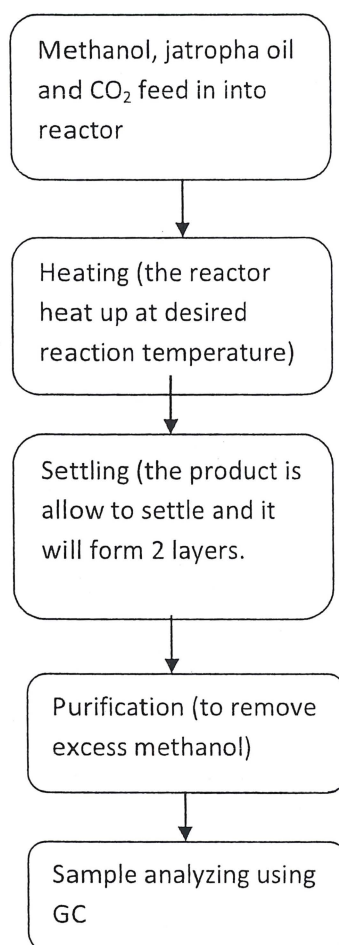 Methanol, jatropha oil
and CO₂ feed in into
reactor
Heating (the reactor
heat up at desired
reaction temperature)
Settling (the product is
allow to settle and it
will form 2 layers.
Purification (to remove
excess methanol)
Sample analyzing using
GC